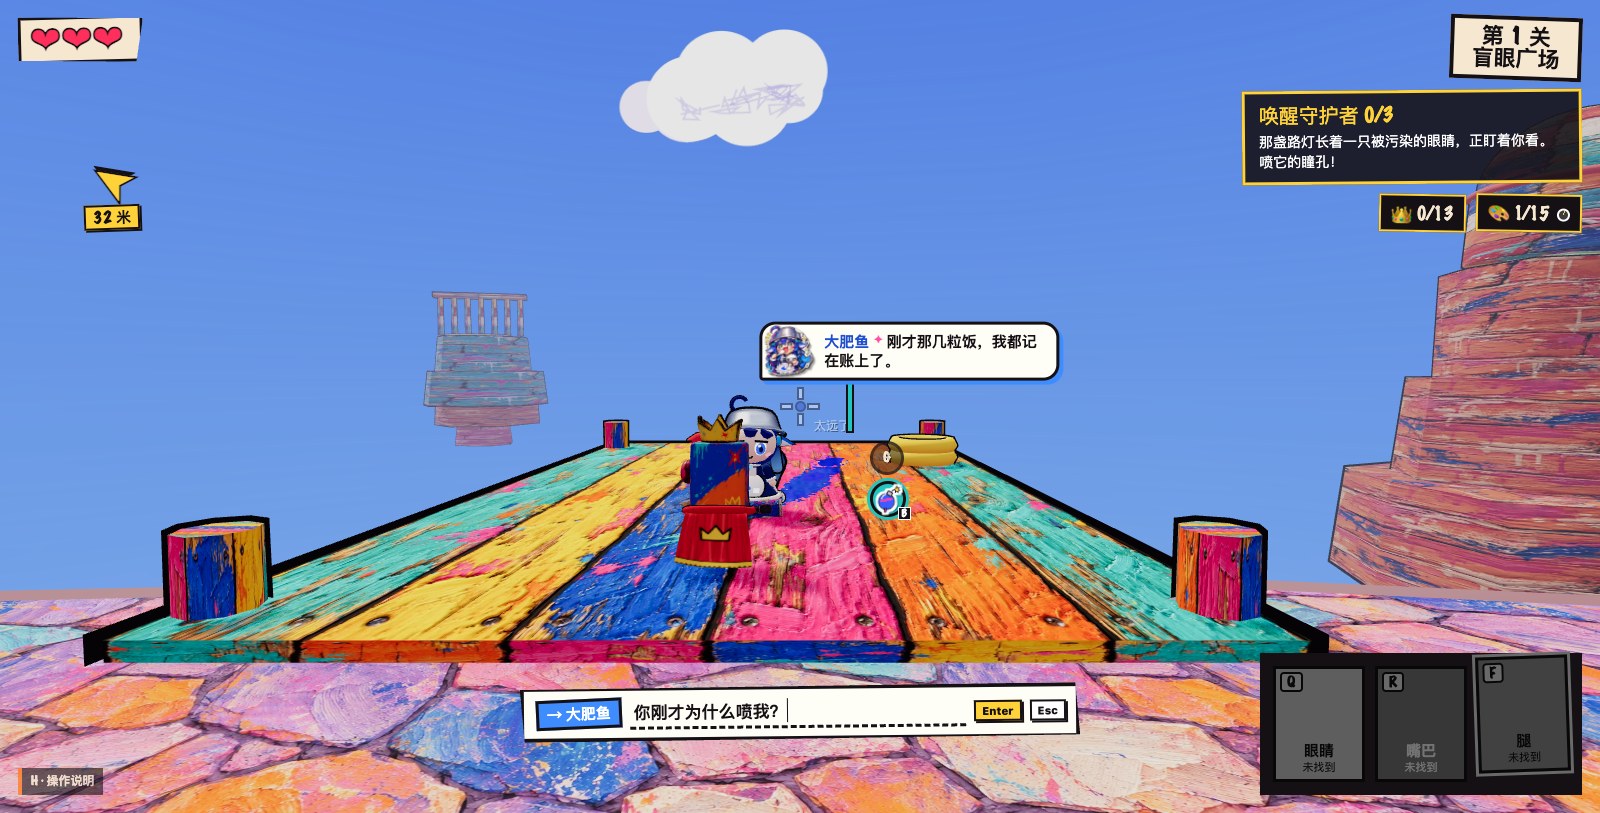 第 1 关
盲眼广场
唤醒守护者 0/3
那盏路灯长着一只被污染的眼睛，正盯着你看。
喷它的瞳孔！
0/13
1/15
32 米
大肥鱼 刚才那几粒饭，我都记
在账上了。
太远了
G
B
→ 大肥鱼
你刚才为什么喷我？
Enter
Esc
Q
眼睛
未找到
R
嘴巴
未找到
F
腿
未找到
H · 操作说明